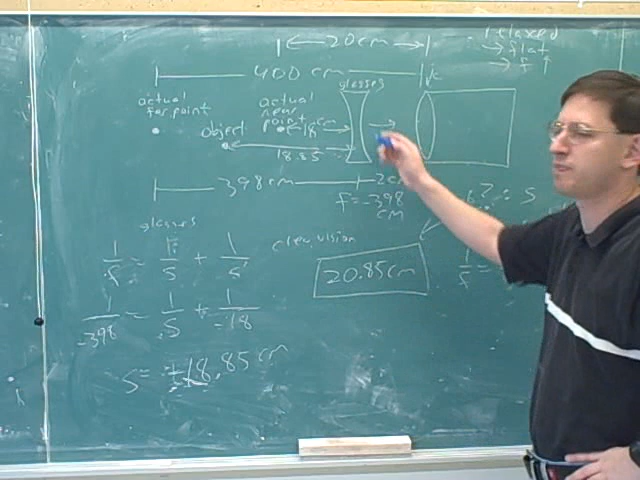 relaxed
|← 20cm →|
→ flat
→ f ↑
400 cm
glasses
actual
far point
actual
near
point
18 cm
object
18.85
398cm
2cm
f = -398
cm
glasses
1/f = 1/s + 1/s'
clear vision
20.85cm
1/-398 = 1/s + 1/-18
s = +18.85 cm
1/f =